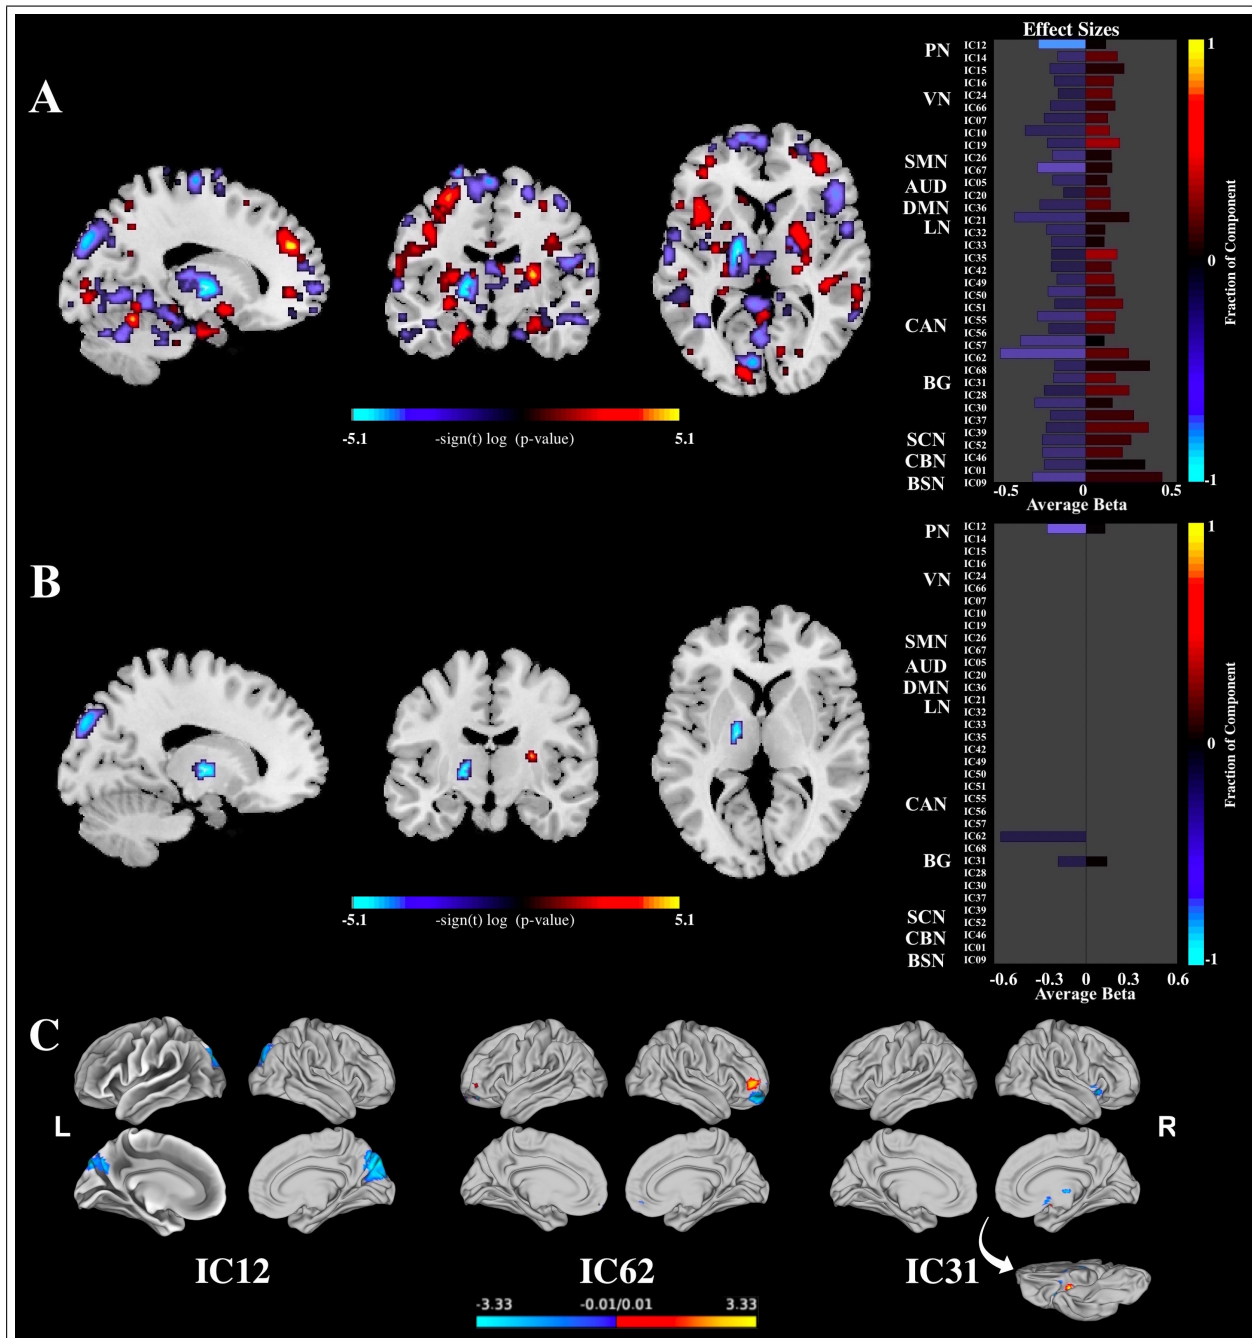 Effect Sizes
A
PN
VN
SMN
AUD
DMN
LN
CAN
BG
SCN
CBN
BSN
IC12
IC14
IC15
IC16
IC24
IC66
IC07
IC10
IC19
IC26
IC67
IC05
IC20
IC36
IC21
IC32
IC33
IC35
IC42
IC49
IC50
IC51
IC55
IC56
IC57
IC62
IC68
IC31
IC28
IC30
IC37
IC39
IC52
IC46
IC01
IC09
-0.5 0 0.5
Average Beta
1
0
-1
Fraction of Component
-5.1 -sign(t) log (p-value) 5.1
B
PN
VN
SMN
AUD
DMN
LN
CAN
BG
SCN
CBN
BSN
IC12
IC14
IC15
IC16
IC24
IC66
IC07
IC10
IC19
IC26
IC67
IC05
IC20
IC36
IC21
IC32
IC33
IC35
IC42
IC49
IC50
IC51
IC55
IC56
IC57
IC62
IC68
IC31
IC28
IC30
IC37
IC39
IC52
IC46
IC01
IC09
-0.6 -0.3 0 0.3 0.6
Average Beta
1
0
-1
Fraction of Component
-5.1 -sign(t) log (p-value) 5.1
C
L R
IC12 IC62 IC31
-3.33 -0.01/0.01 3.33